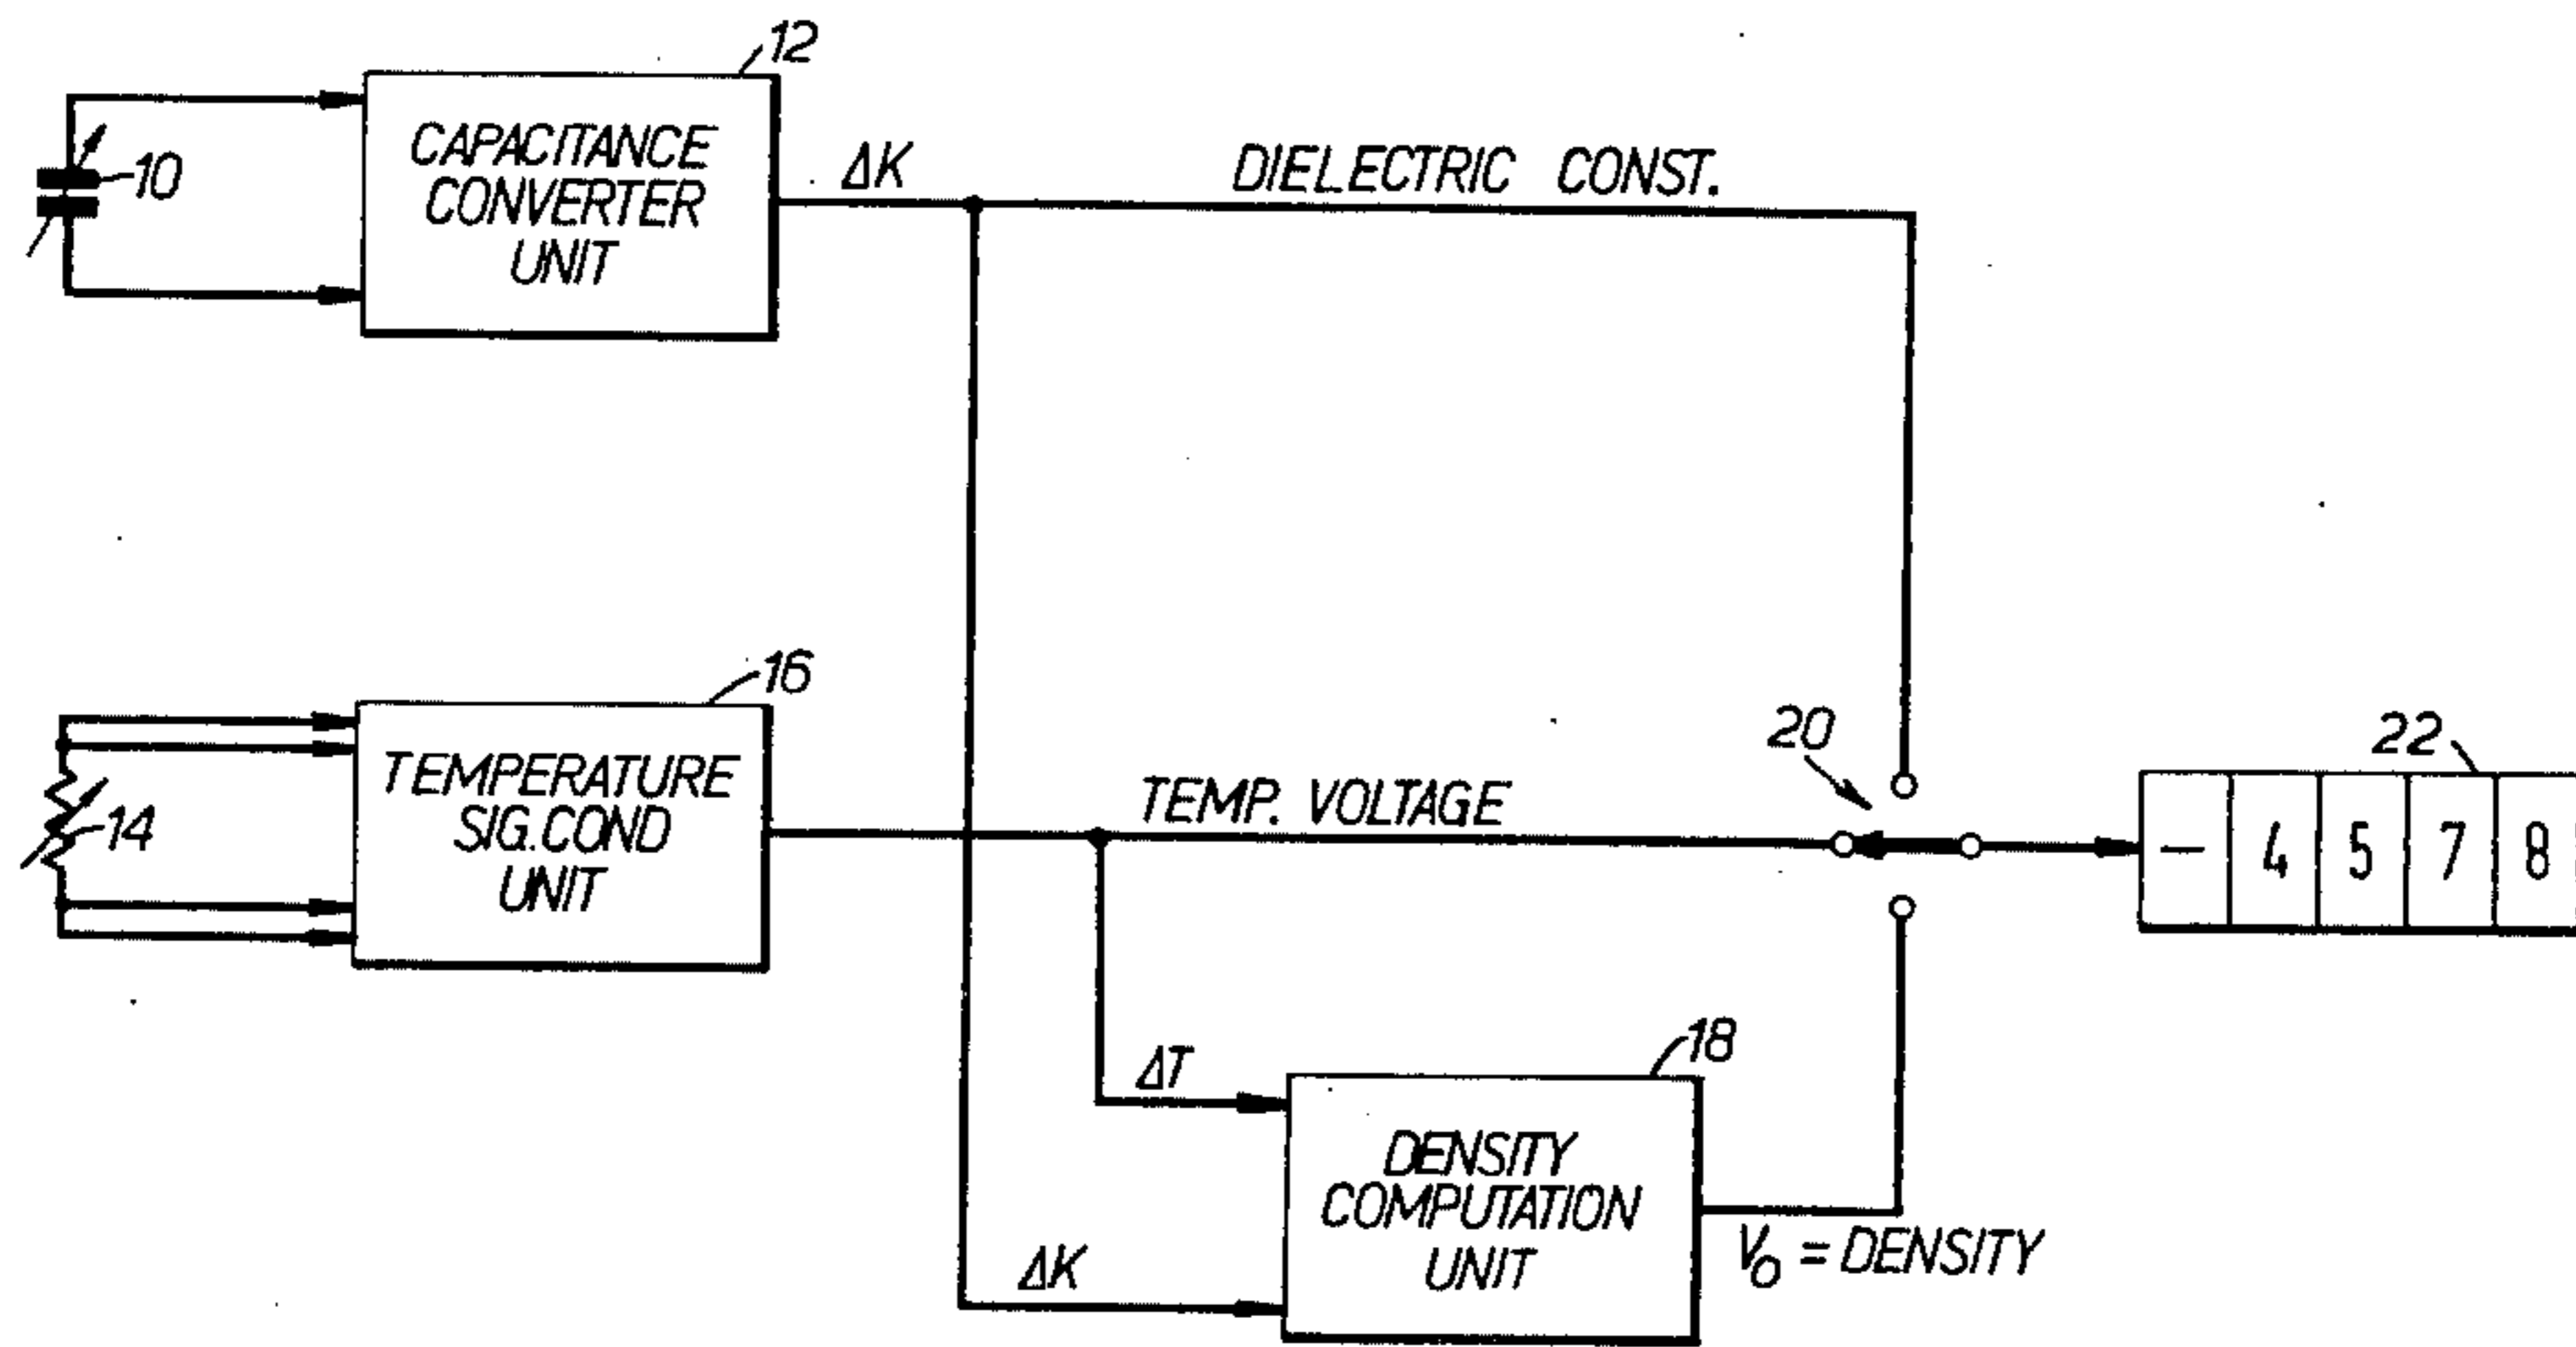 12
CAPACITANCE
CONVERTER
UNIT
10
ΔK
DIELECTRIC CONST.
16
TEMPERATURE
SIG.COND
UNIT
14
TEMP. VOLTAGE
20
22
— 4 5 7 8
ΔT
18
DENSITY
COMPUTATION
UNIT
ΔK
V₀ = DENSITY